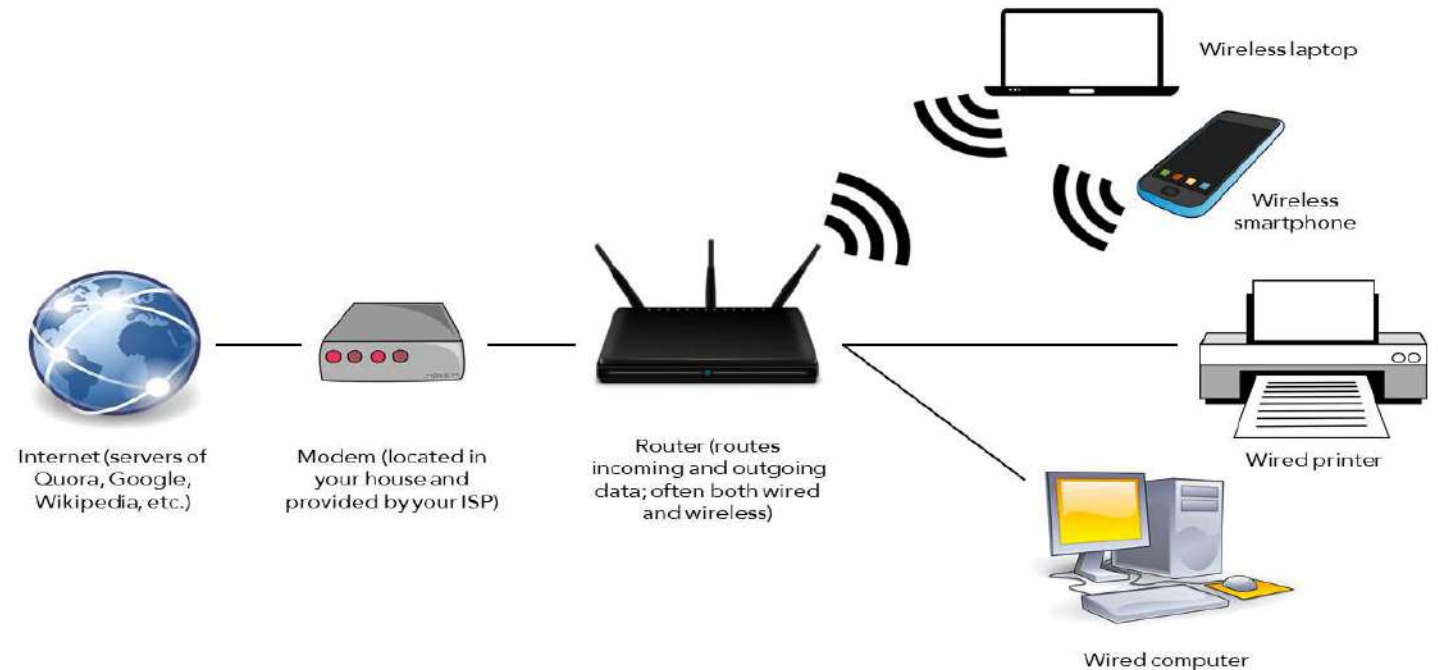 Wireless laptop
Wireless
smartphone
Internet (servers of
Quora, Google,
Wikipedia, etc.)
MODEM
Modem (located in
your house and
provided by your ISP)
Router (routes
incoming and outgoing
data; often both wired
and wireless)
Wired printer
Wired computer